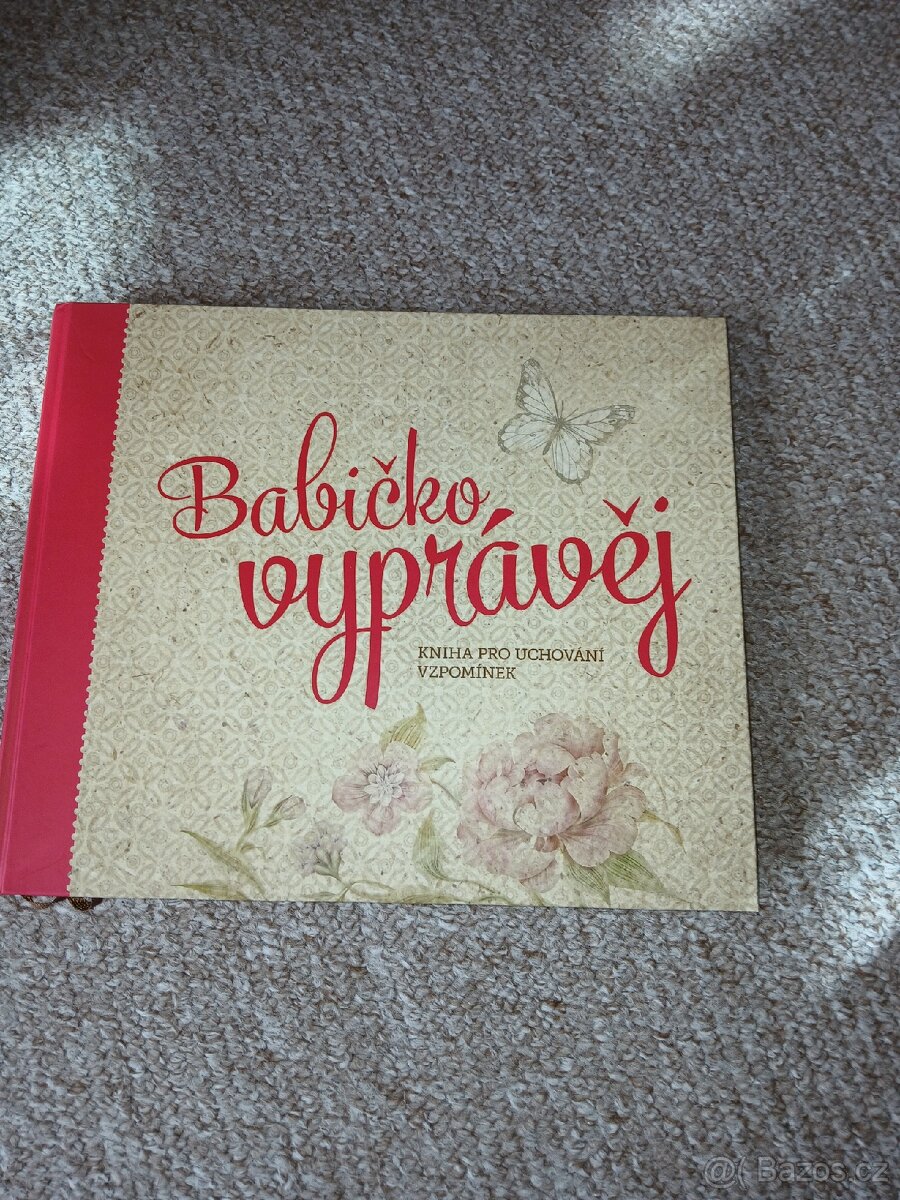 Babičko
vyprávěj
KNIHA PRO UCHOVÁNÍ
VZPOMÍNEK
@( Bazos.cz